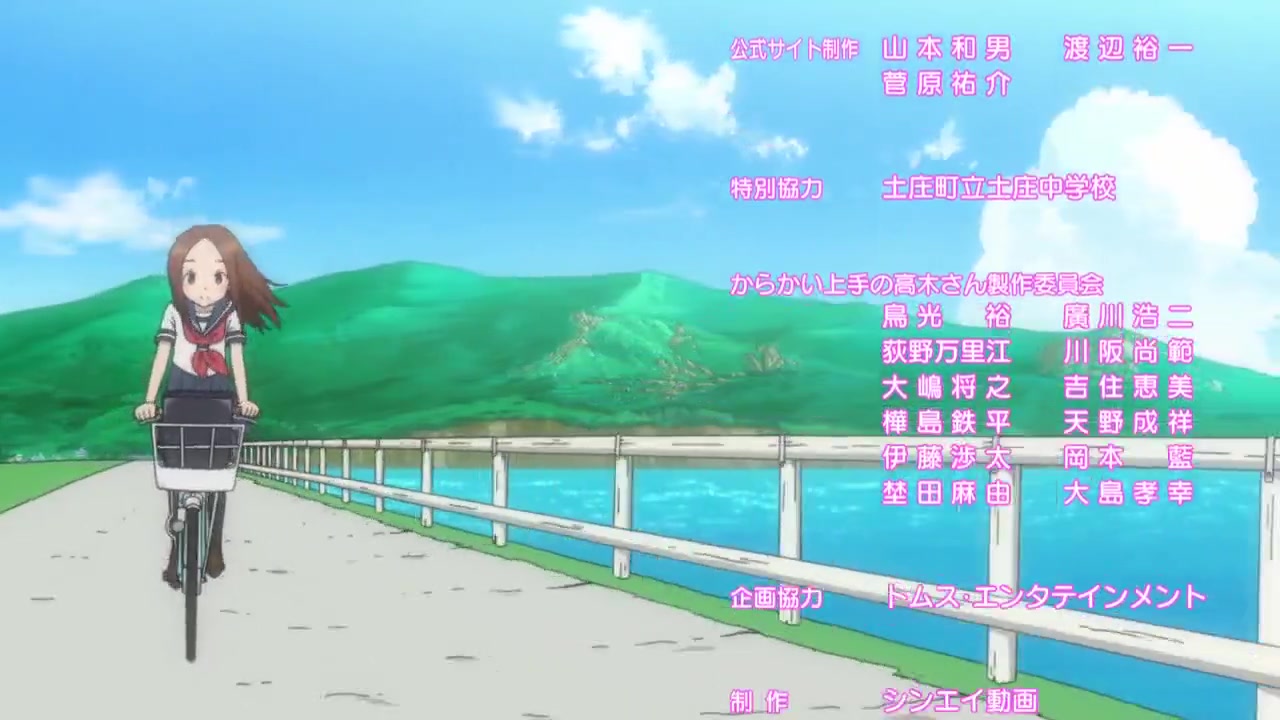 公式サイト制作 山本和男 渡辺裕一
菅原祐介
特別協力 土庄町立土庄中学校
からかい上手の高木さん製作委員会
鳥光 裕 廣川浩二
荻野万里江 川阪尚範
大嶋将之 吉住恵美
樺島鉄平 天野成祥
伊藤渉太 岡本 藍
埜田麻由 大島孝幸
企画協力 トムス・エンタテインメント
制作 シンエイ動画